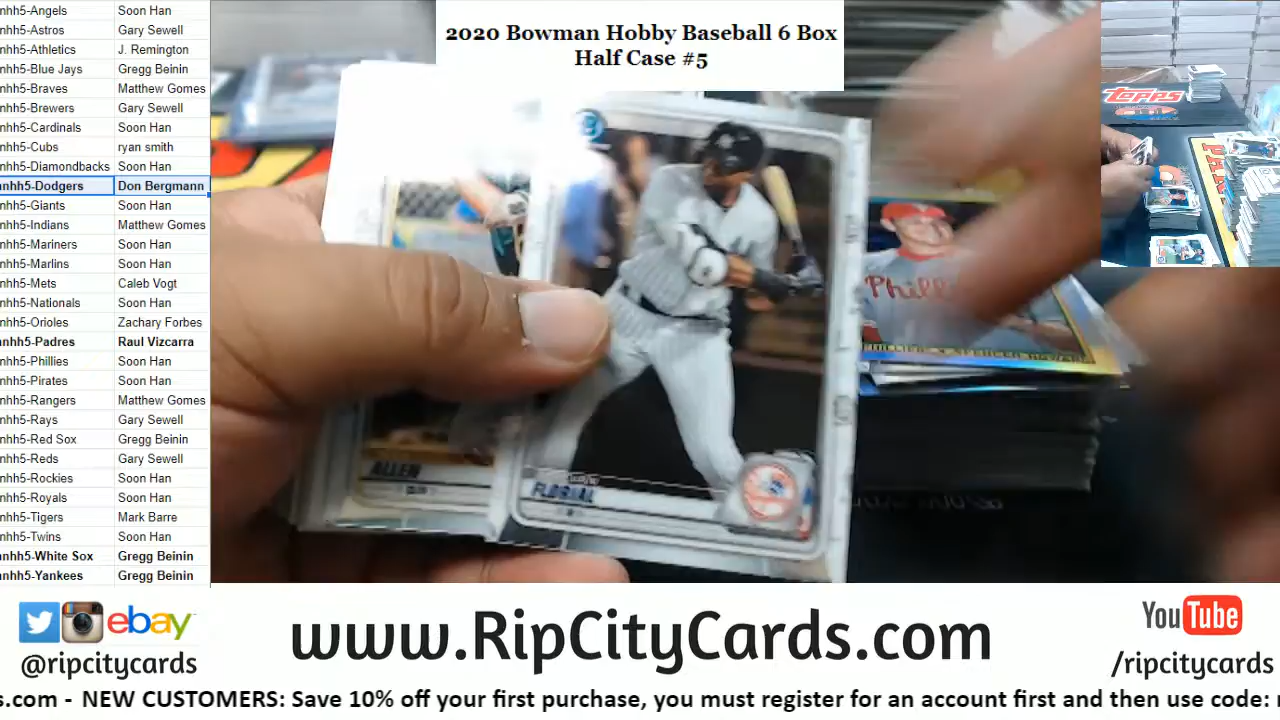 2020 Bowman Hobby Baseball 6 Box
Half Case #5
nhh5-Angels Soon Han
nhh5-Astros Gary Sewell
nhh5-Athletics J. Remington
nhh5-Blue Jays Gregg Beinin
nhh5-Braves Matthew Gomes
nhh5-Brewers Gary Sewell
nhh5-Cardinals Soon Han
nhh5-Cubs ryan smith
nhh5-Diamondbacks Soon Han
nhh5-Dodgers Don Bergmann
nhh5-Giants Soon Han
nhh5-Indians Matthew Gomes
nhh5-Mariners Soon Han
nhh5-Marlins Soon Han
nhh5-Mets Caleb Vogt
nhh5-Nationals Soon Han
nhh5-Orioles Zachary Forbes
nhh5-Padres Raul Vizcarra
nhh5-Phillies Soon Han
nhh5-Pirates Soon Han
nhh5-Rangers Matthew Gomes
nhh5-Rays Gary Sewell
nhh5-Red Sox Gregg Beinin
nhh5-Reds Gary Sewell
nhh5-Rockies Soon Han
nhh5-Royals Soon Han
nhh5-Tigers Mark Barre
nhh5-Twins Soon Han
nhh5-White Sox Gregg Beinin
nnhh5-Yankees Gregg Beinin
Topps
Phill
ALLEN
FLORIAL
ebay
@ripcitycards
www.RipCityCards.com
YouTube
/ripcitycards
s.com - NEW CUSTOMERS: Save 10% off your first purchase, you must register for an account first and then use code: